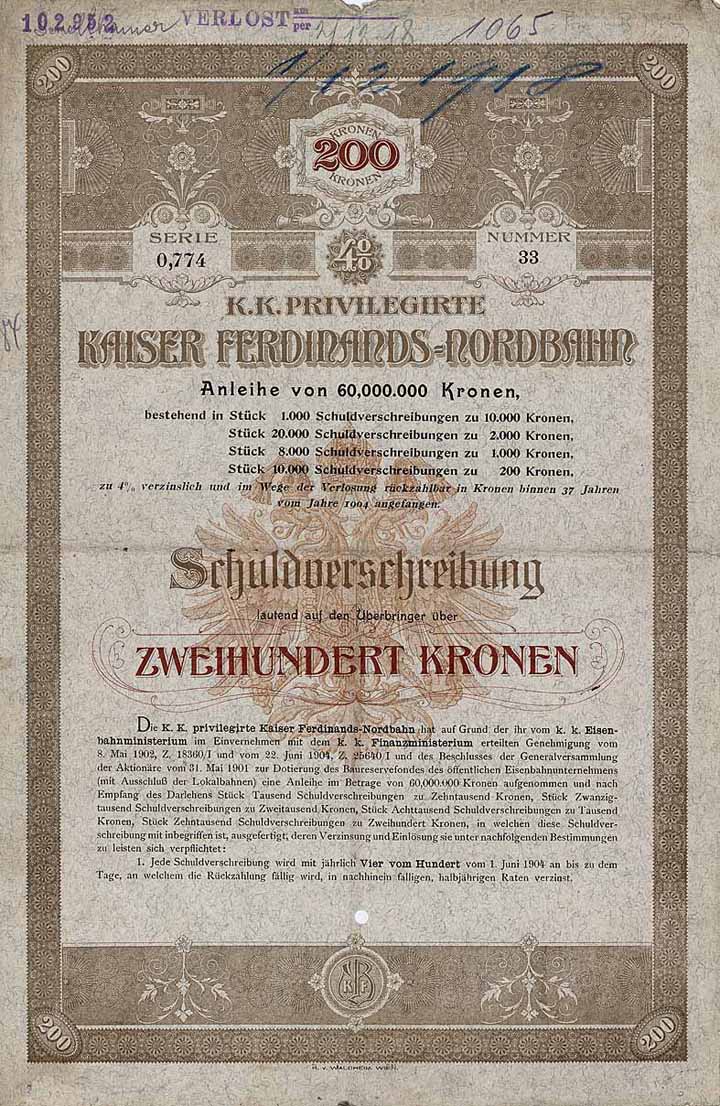 102.952
VERLOST am per 1/12 18 1065
1/12 1918
200 200
KRONEN
200
KRONEN
SERIE
0,774
4%
NUMMER
33
K.K. PRIVILEGIRTE
KAISER FERDINANDS=NORDBAHN
Anleihe von 60,000.000 Kronen,
bestehend in Stück 1.000 Schuldverschreibungen zu 10.000 Kronen,
Stück 20.000 Schuldverschreibungen zu 2.000 Kronen,
Stück 8.000 Schuldverschreibungen zu 1.000 Kronen,
Stück 10.000 Schuldverschreibungen zu 200 Kronen,
zu 4% verzinslich und im Wege der Verlosung rückzahlbar in Kronen binnen 37 Jahren
vom Jahre 1904 angefangen.
Schuldverschreibung
lautend auf den Überbringer über
ZWEIHUNDERT KRONEN
Die K. K. privilegirte Kaiser Ferdinands-Nordbahn hat auf Grund der ihr vom k. k. Eisen-
bahnministerium im Einvernehmen mit dem k. k. Finanzministerium erteilten Genehmigung vom
8. Mai 1902, Z. 18360/I und vom 22. Juni 1904, Z. 25640/I und des Beschlusses der Generalversammlung
der Aktionäre vom 31. Mai 1901 zur Dotierung des Baureservefondes des öffentlichen Eisenbahnunternehmens
(mit Ausschluß der Lokalbahnen) eine Anleihe im Betrage von 60,000.000 Kronen aufgenommen und nach
Empfang des Darlehens Stück Tausend Schuldverschreibungen zu Zehntausend Kronen, Stück Zwanzig-
tausend Schuldverschreibungen zu Zweitausend Kronen, Stück Achttausend Schuldverschreibungen zu Tausend
Kronen, Stück Zehntausend Schuldverschreibungen zu Zweihundert Kronen, in welchen diese Schuldver-
schreibung mit inbegriffen ist, ausgefertigt, deren Verzinsung und Einlösung sie unter nachfolgenden Bestimmungen
zu leisten sich verpflichtet:
1. Jede Schuldverschreibung wird mit jährlich Vier vom Hundert vom 1. Juni 1904 an bis zu dem
Tage, an welchem die Rückzahlung fällig wird, in nachhinein fälligen, halbjährigen Raten verzinst.
200 200
R. v. WALDHEIM WIEN.